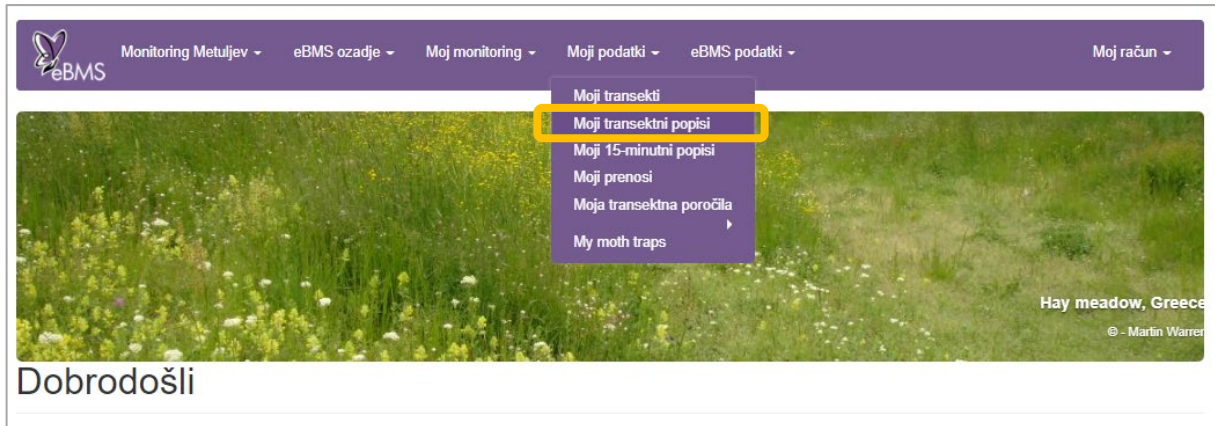 eBMS
Monitoring Metuljev
eBMS ozadje
Moj monitoring
Moji podatki
eBMS podatki
Moj račun
Moji transekti
Moji transektni popisi
Moji 15-minutni popisi
Moji prenosi
Moja transektna poročila
My moth traps
Hay meadow, Greece
© - Martin Warren
Dobrodošli